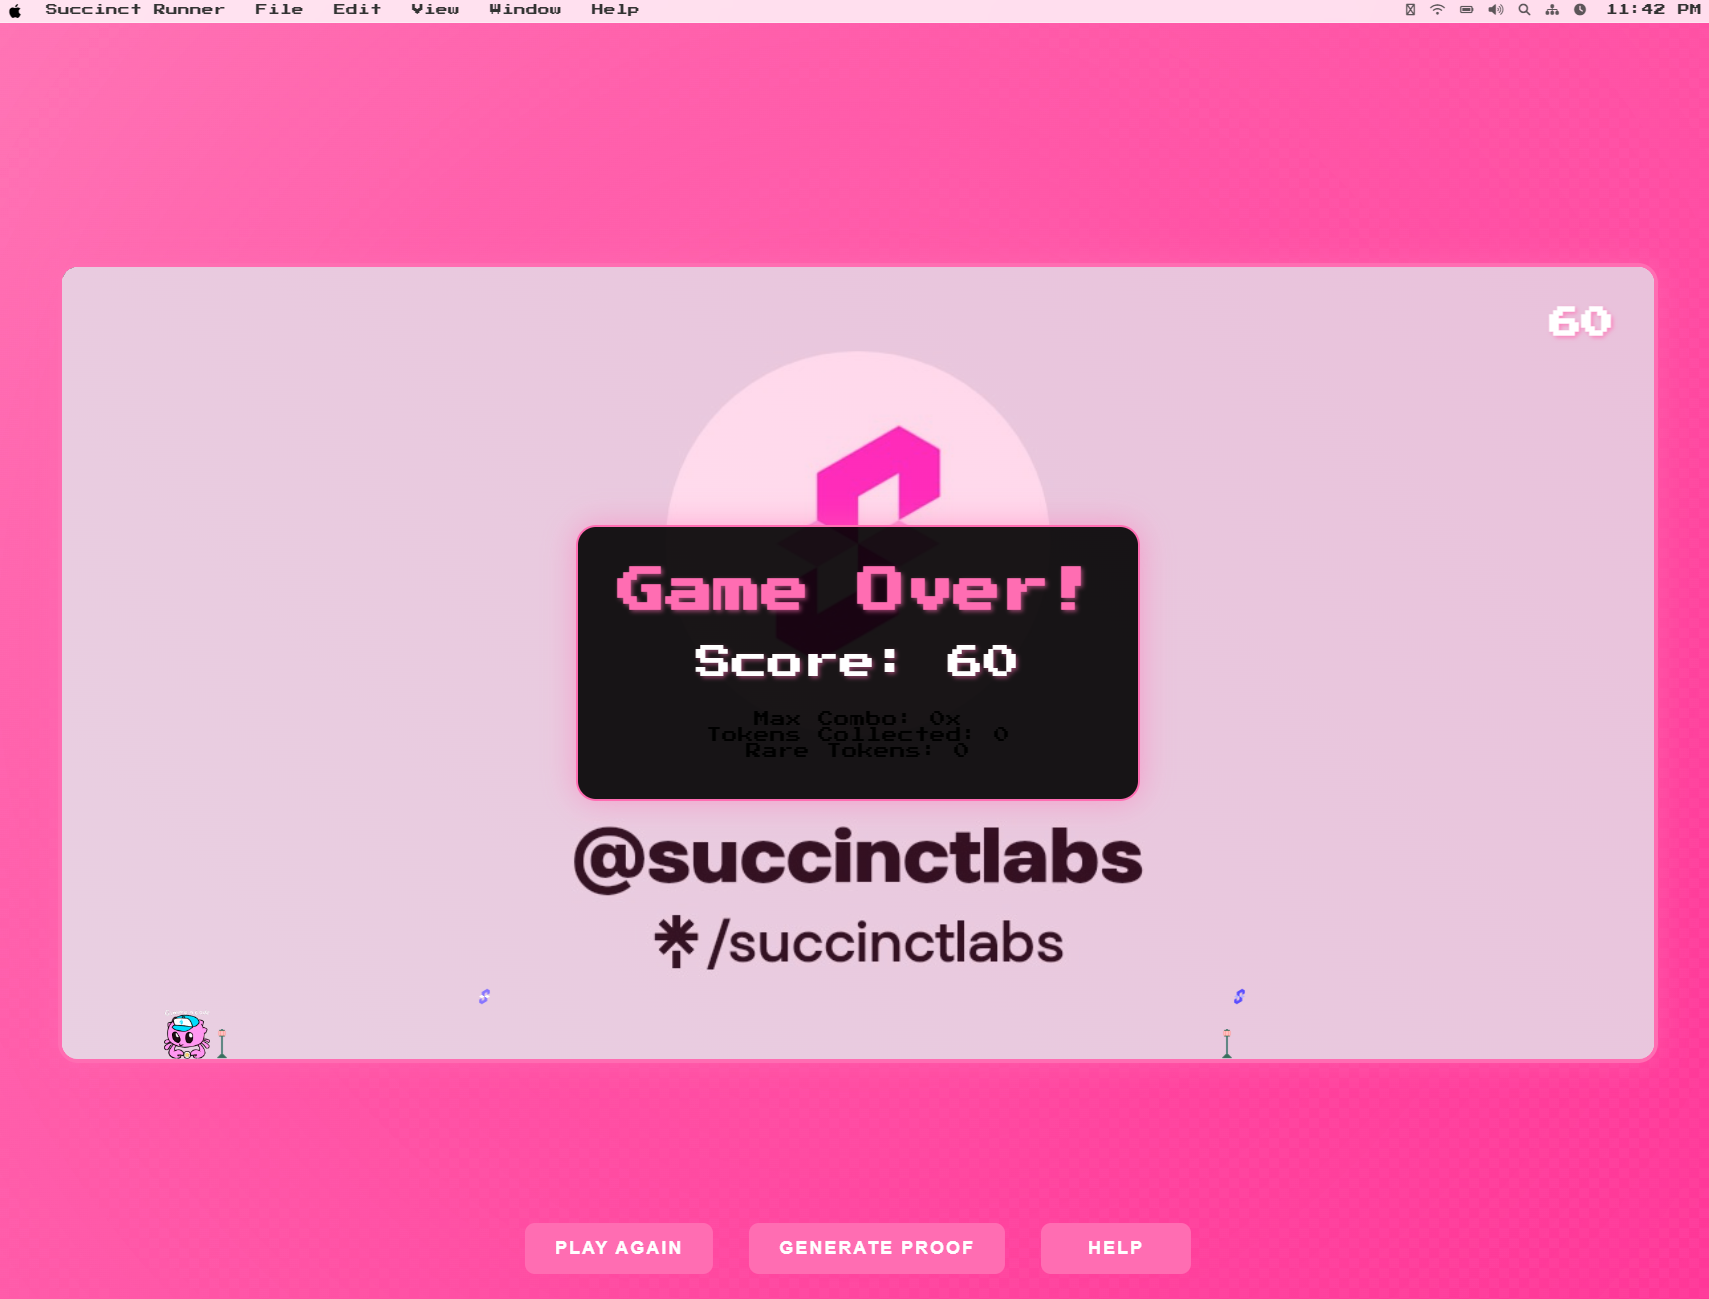 Succinct Runner File Edit View Window Help 11:42 PM
60
Game Over!
Score: 60
Max Combo: 0x
Tokens Collected: 0
Rare Tokens: 0
@succinctlabs
/succinctlabs
PLAY AGAIN GENERATE PROOF HELP